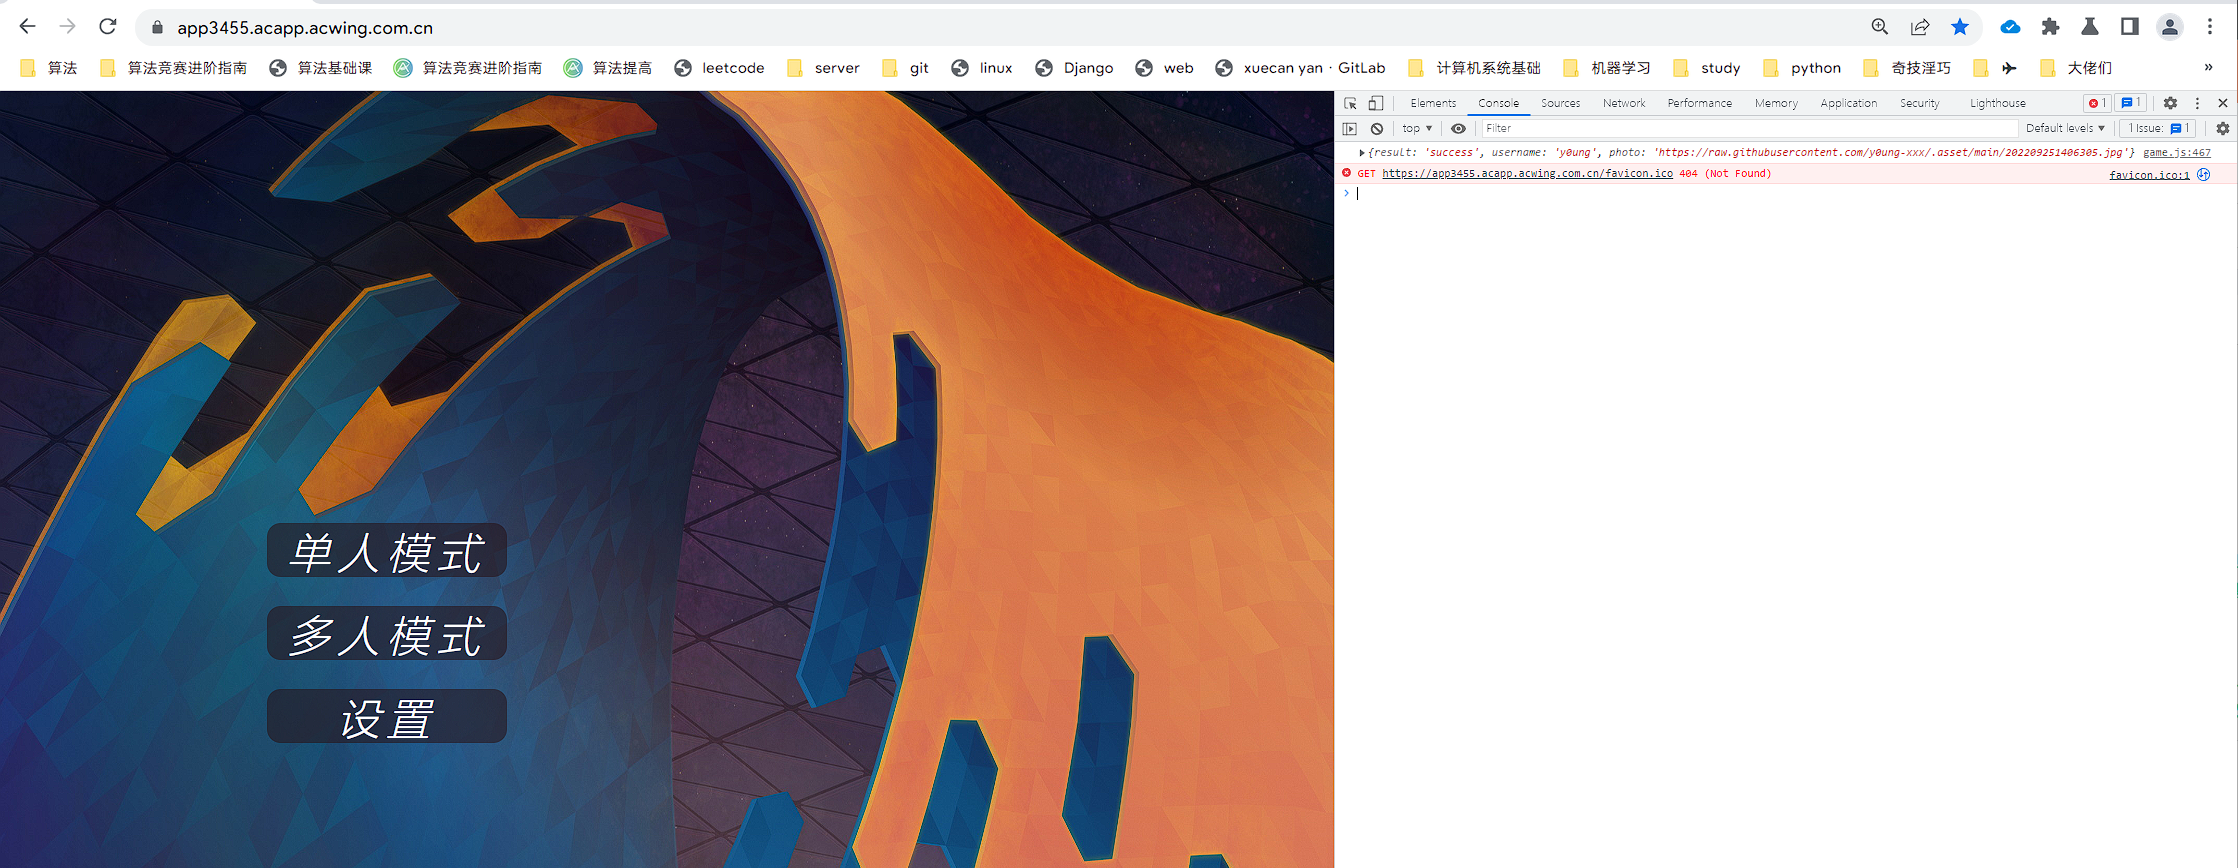 app3455.acapp.acwing.com.cn
算法 算法竞赛进阶指南 算法基础课 算法竞赛进阶指南 算法提高 leetcode server git linux Django web xuecan yan · GitLab 计算机系统基础 机器学习 study python 奇技淫巧 大佬们 »
Elements Console Sources Network Performance Memory Application Security Lighthouse 1 1
top Filter Default levels 1 Issue: 1
{result: 'success', username: 'y0ung', photo: 'https://raw.githubusercontent.com/y0ung-xxx/.asset/main/202209251406305.jpg'} game.js:467
GET https://app3455.acapp.acwing.com.cn/favicon.ico 404 (Not Found) favicon.ico:1
单人模式
多人模式
设置